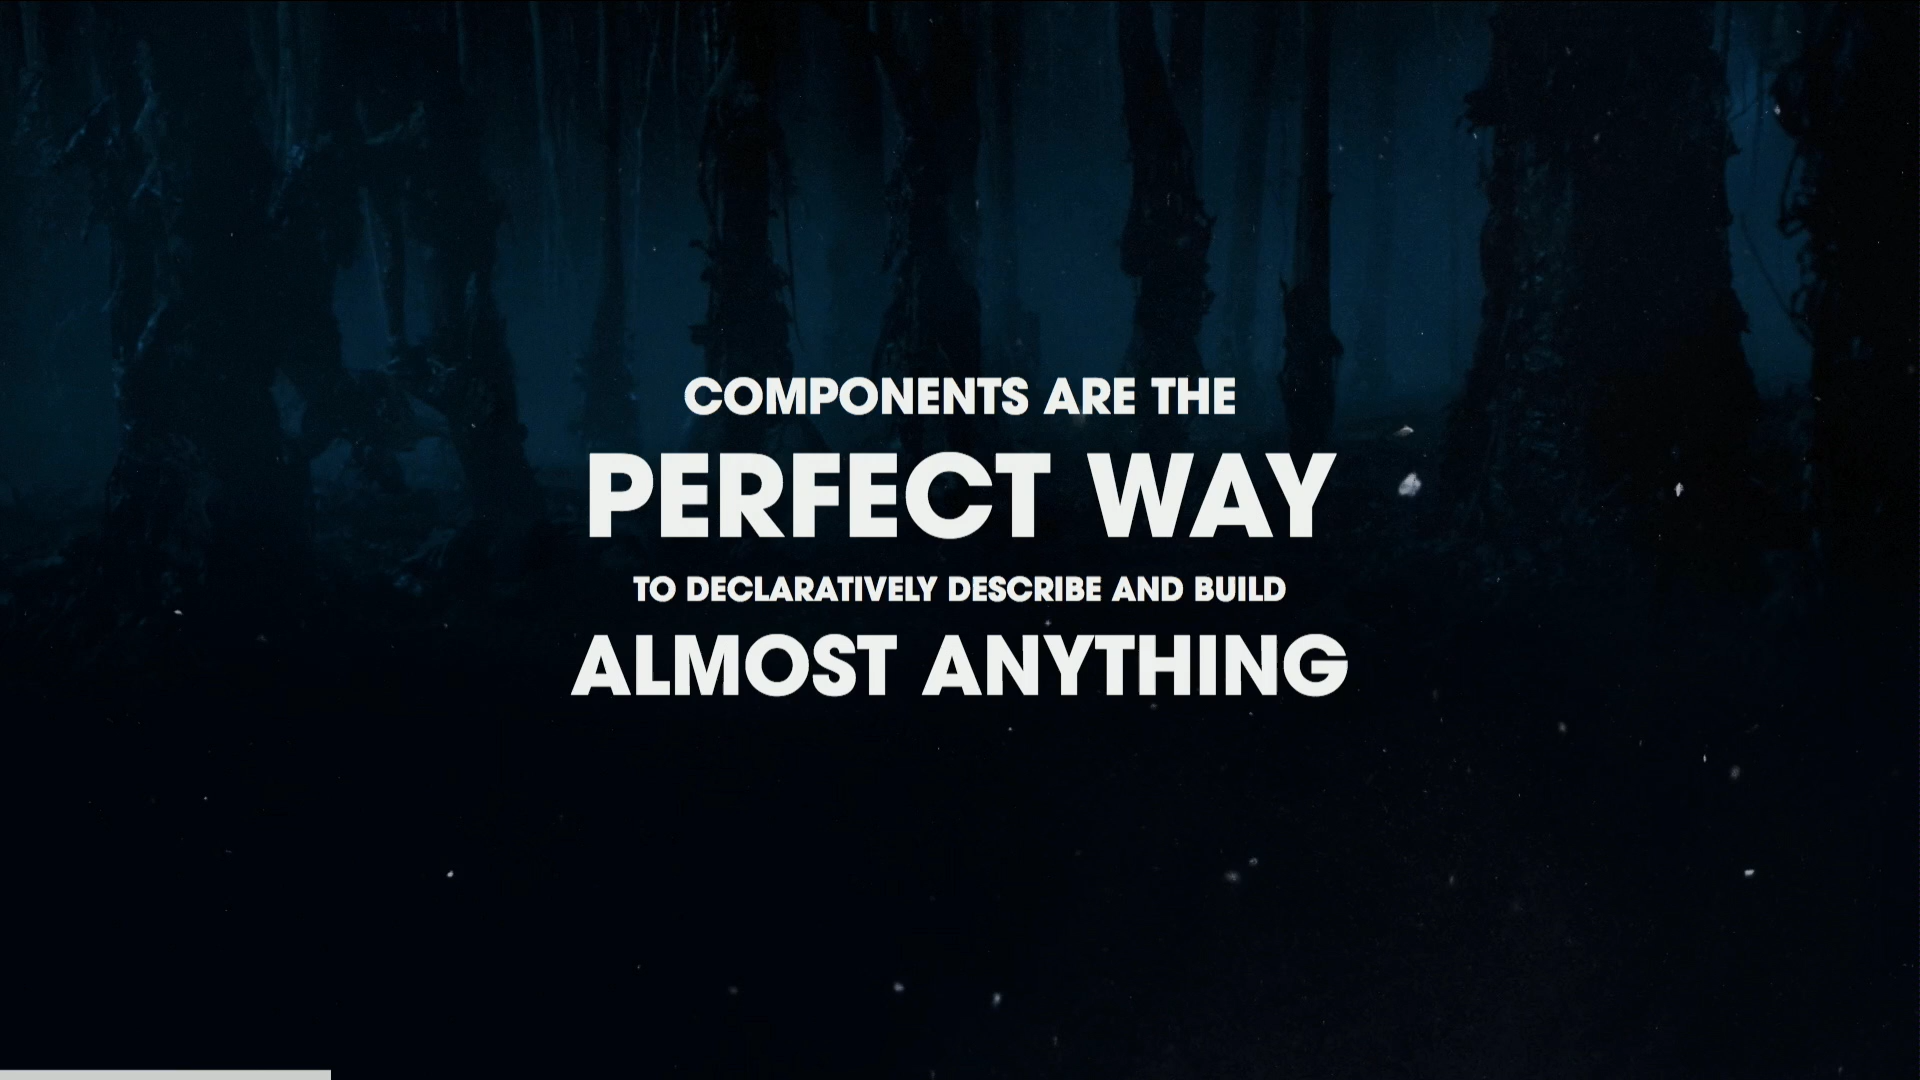 COMPONENTS ARE THE
PERFECT WAY
TO DECLARATIVELY DESCRIBE AND BUILD
ALMOST ANYTHING